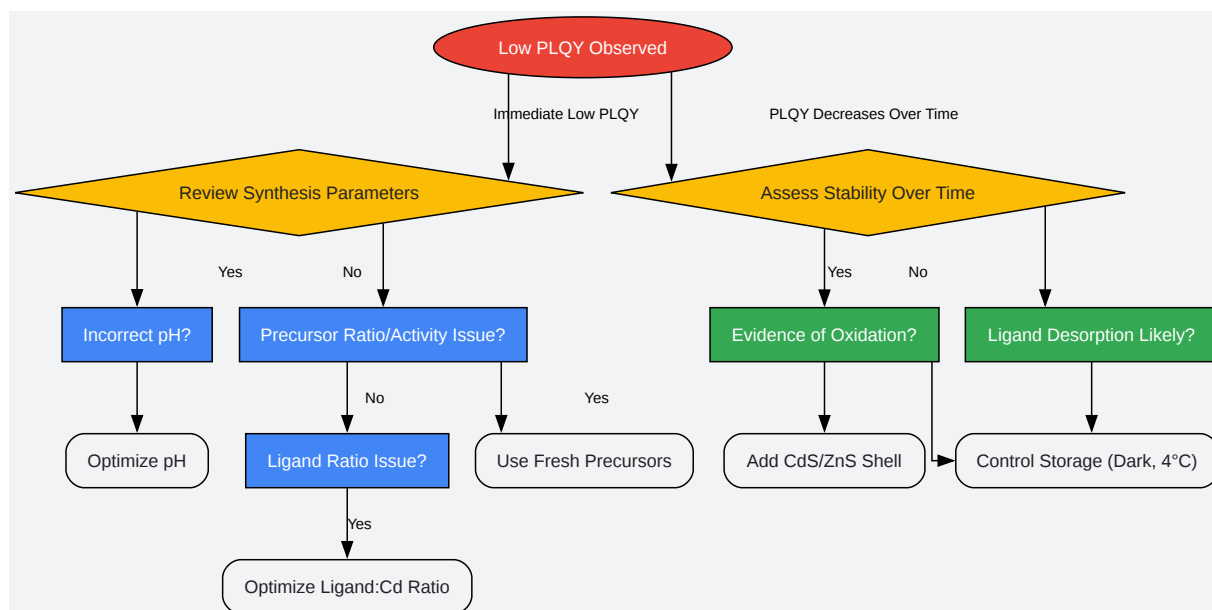 Low PLQY Observed
Immediate Low PLQY
PLQY Decreases Over Time
Review Synthesis Parameters
Assess Stability Over Time
Yes
No
Yes
No
Incorrect pH?
Precursor Ratio/Activity Issue?
Evidence of Oxidation?
Ligand Desorption Likely?
No
Yes
Optimize pH
Ligand Ratio Issue?
Use Fresh Precursors
Add CdS/ZnS Shell
Control Storage (Dark, 4°C)
Yes
Optimize Ligand:Cd Ratio